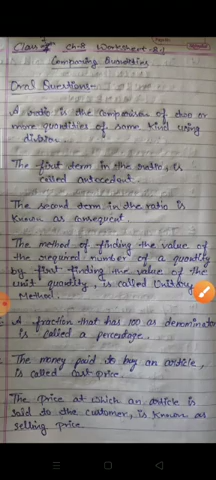 Class 7th Ch-8 Worksheet-8.1
Comparing Quantities
Oral Questions-
A ratio is the comparison of two or
more quantities of same kind using
division.
The first term in the ratio, is
called antecedent.
The second term in the ratio is
known as consequent.
The method of finding the value of
the required number of a quantity
by first finding the value of the
unit quantity, is called Unitary
Method.
A fraction that has 100 as denominator
is called a percentage.
The money paid to buy an article,
is called cost price.
The price at which an article is
sold to the customer, is known as
selling price.